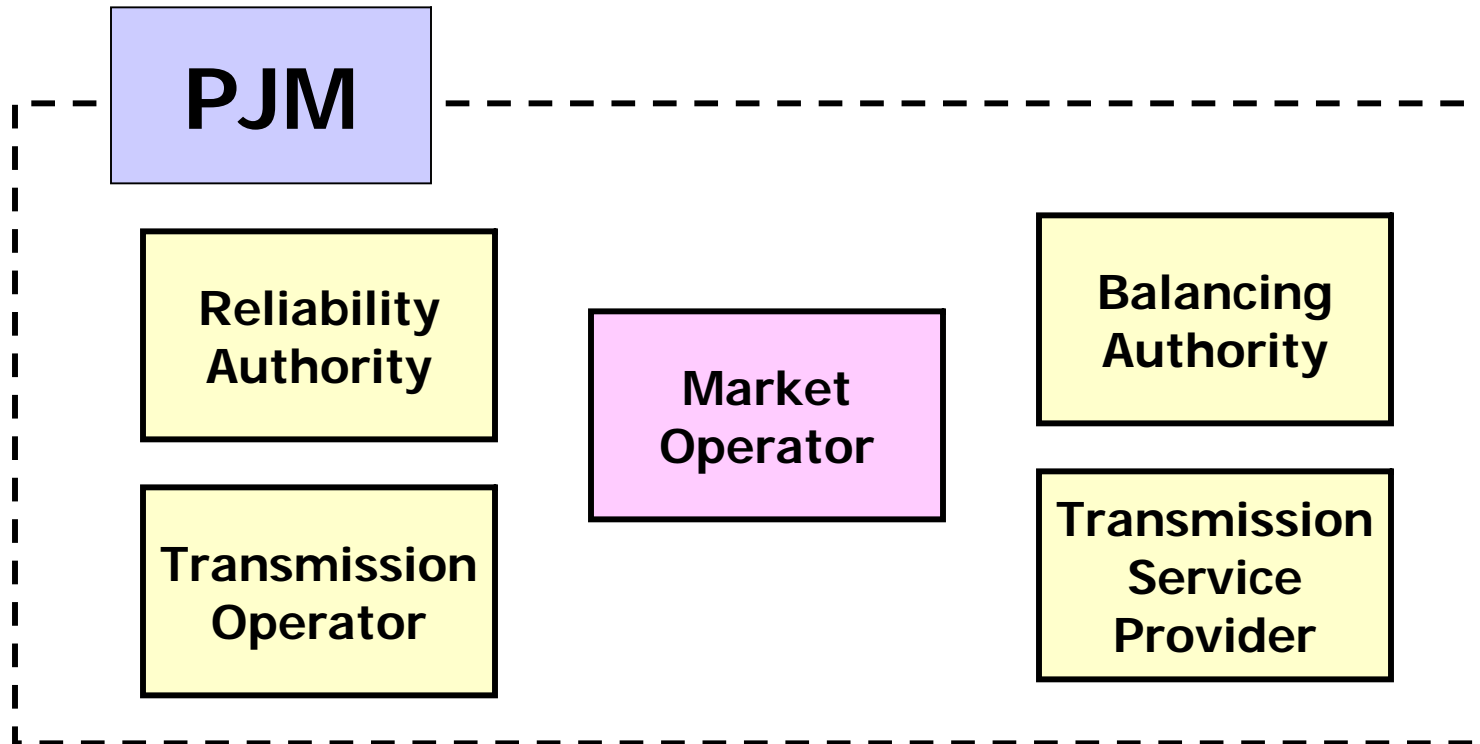 PJM
Reliability
Authority
Transmission
Operator
Market
Operator
Balancing
Authority
Transmission
Service
Provider